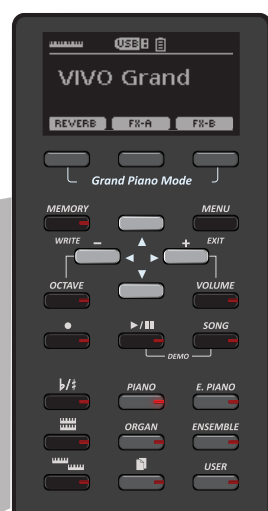 USB
VIVO Grand
REVERB FX-A FX-B
Grand Piano Mode
MEMORY MENU
WRITE − + EXIT
OCTAVE VOLUME
SONG
DEMO
♭/♯ PIANO E. PIANO
ORGAN ENSEMBLE
USER